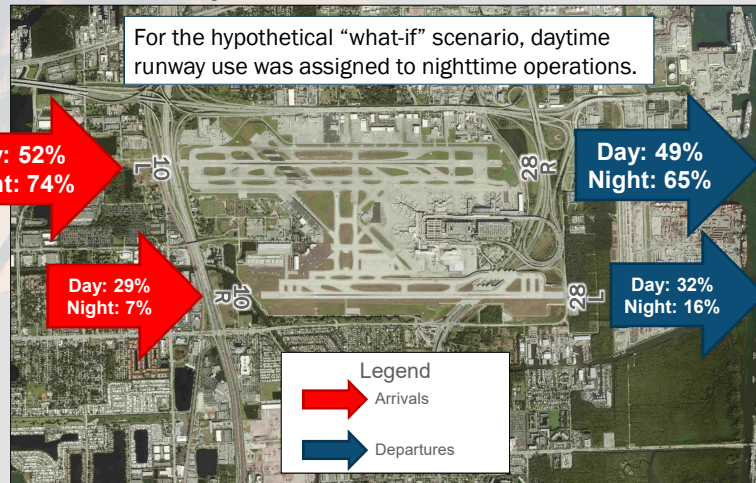 For the hypothetical “what-if” scenario, daytime
runway use was assigned to nighttime operations.
y: 52%
ht: 74%
10
L
28
R
Day: 49%
Night: 65%
Day: 29%
Night: 7%
10
R
28
L
Day: 32%
Night: 16%
Legend
Arrivals
Departures